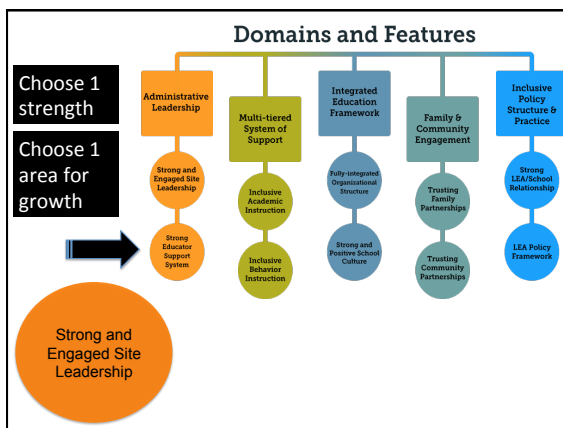 Domains and Features
Choose 1
strength
Choose 1
area for
growth
Administrative
Leadership
Strong and
Engaged Site
Leadership
Strong
Educator
Support
System
Multi-tiered
System of
Support
Inclusive
Academic
Instruction
Inclusive
Behavior
Instruction
Integrated
Education
Framework
Fully-integrated
Organizational
Structure
Strong and
Positive School
Culture
Family &
Community
Engagement
Trusting
Family
Partnerships
Trusting
Community
Partnerships
Inclusive
Policy
Structure &
Practice
Strong
LEA/School
Relationship
LEA Policy
Framework
Strong and
Engaged Site
Leadership